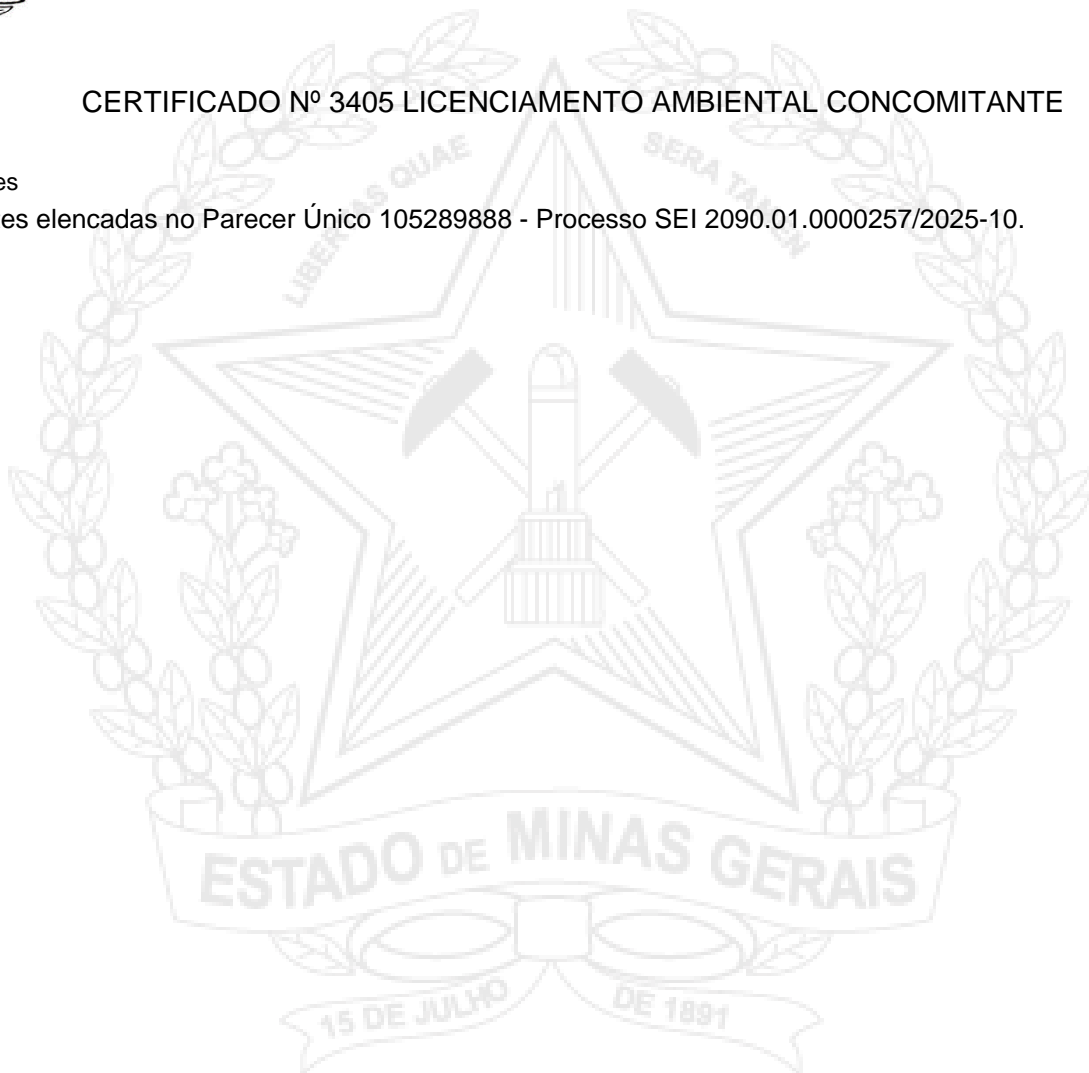 CERTIFICADO Nº 3405 LICENCIAMENTO AMBIENTAL CONCOMITANTE
es
es elencadas no Parecer Único 105289888 - Processo SEI 2090.01.0000257/2025-10.
LIBERTAS QUAE SERA TAMEN
ESTADO DE MINAS GERAIS
15 DE JULHO DE 1891